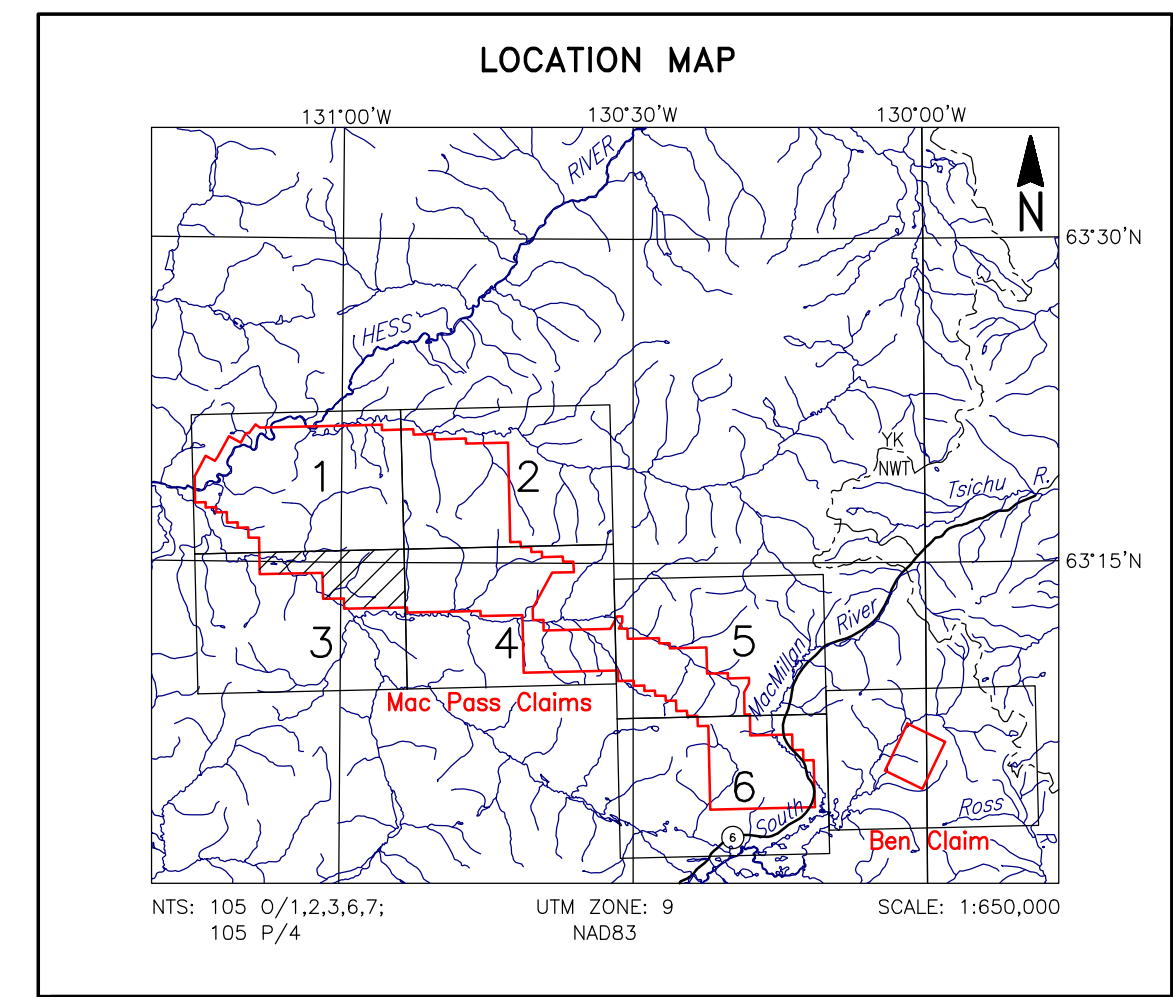 LOCATION MAP
131°00'W
130°30'W
130°00'W
RIVER
N
63°30'N
HESS
YK
NWT
Tsichu R.
1
2
63°15'N
River
3
4
5
MacMillan
Mac Pass Claims
6
South
6
Ross
R.
Ben Claim
NTS: 105 O/1,2,3,6,7;
105 P/4
UTM ZONE: 9
NAD83
SCALE: 1:650,000